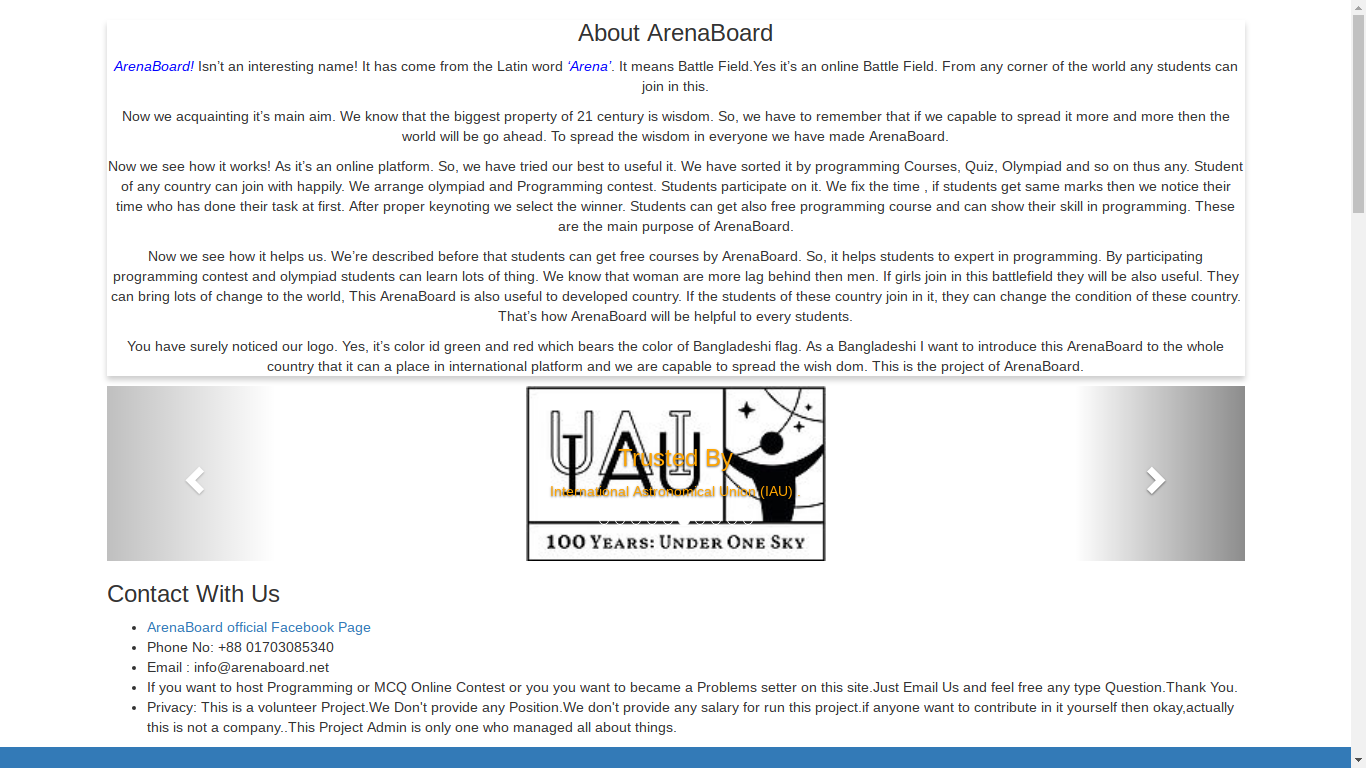 About ArenaBoard
ArenaBoard! Isn’t an interesting name! It has come from the Latin word ‘Arena’. It means Battle Field.Yes it’s an online Battle Field. From any corner of the world any students can
join in this.
Now we acquainting it’s main aim. We know that the biggest property of 21 century is wisdom. So, we have to remember that if we capable to spread it more and more then the
world will be go ahead. To spread the wisdom in everyone we have made ArenaBoard.
Now we see how it works! As it’s an online platform. So, we have tried our best to useful it. We have sorted it by programming Courses, Quiz, Olympiad and so on thus any. Student
of any country can join with happily. We arrange olympiad and Programming contest. Students participate on it. We fix the time , if students get same marks then we notice their
time who has done their task at first. After proper keynoting we select the winner. Students can get also free programming course and can show their skill in programming. These
are the main purpose of ArenaBoard.
Now we see how it helps us. We’re described before that students can get free courses by ArenaBoard. So, it helps students to expert in programming. By participating
programming contest and olympiad students can learn lots of thing. We know that woman are more lag behind then men. If girls join in this battlefield they will be also useful. They
can bring lots of change to the world, This ArenaBoard is also useful to developed country. If the students of these country join in it, they can change the condition of these country.
That’s how ArenaBoard will be helpful to every students.
You have surely noticed our logo. Yes, it’s color id green and red which bears the color of Bangladeshi flag. As a Bangladeshi I want to introduce this ArenaBoard to the whole
country that it can a place in international platform and we are capable to spread the wish dom. This is the project of ArenaBoard.
UAI
IAU
Trusted By
International Astronomical Union (IAU) .
100 Years: Under One Sky
Contact With Us
ArenaBoard official Facebook Page
Phone No: +88 01703085340
Email : info@arenaboard.net
If you want to host Programming or MCQ Online Contest or you you want to became a Problems setter on this site.Just Email Us and feel free any type Question.Thank You.
Privacy: This is a volunteer Project.We Don't provide any Position.We don't provide any salary for run this project.if anyone want to contribute in it yourself then okay,actually
this is not a company..This Project Admin is only one who managed all about things.